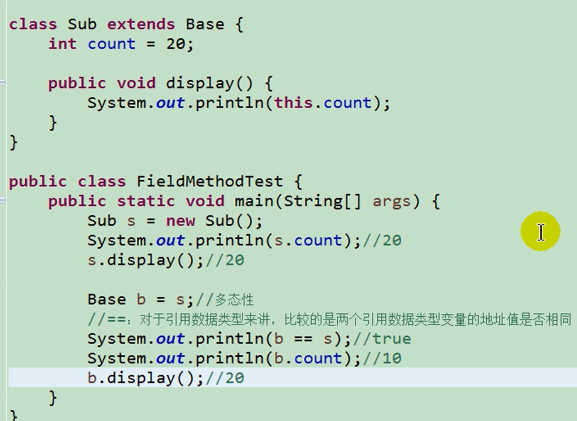 class Sub extends Base {
int count = 20;
public void display() {
System.out.println(this.count);
}
}
public class FieldMethodTest {
public static void main(String[] args) {
Sub s = new Sub();
System.out.println(s.count);//20
s.display();//20
Base b = s;//多态性
//==：对于引用数据类型来讲，比较的是两个引用数据类型变量的地址值是否相同
System.out.println(b == s);//true
System.out.println(b.count);//10
b.display();//20
}
}